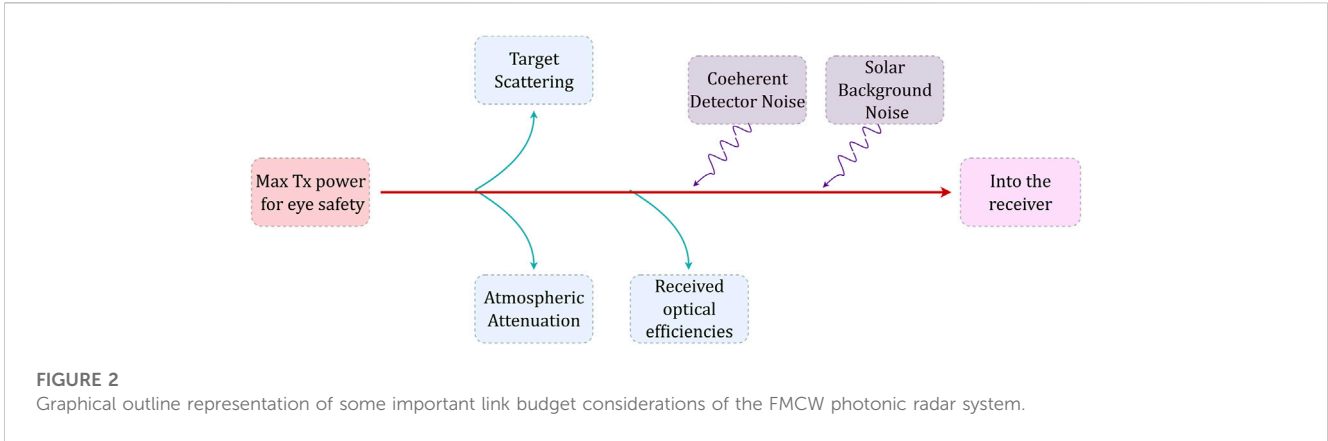 Target
Scattering
Coeherent
Detector Noise
Solar
Background
Noise
Max Tx power
for eye safety
Into the
receiver
Atmospheric
Attenuation
Received
optical
efficiencies
FIGURE 2
Graphical outline representation of some important link budget considerations of the FMCW photonic radar system.